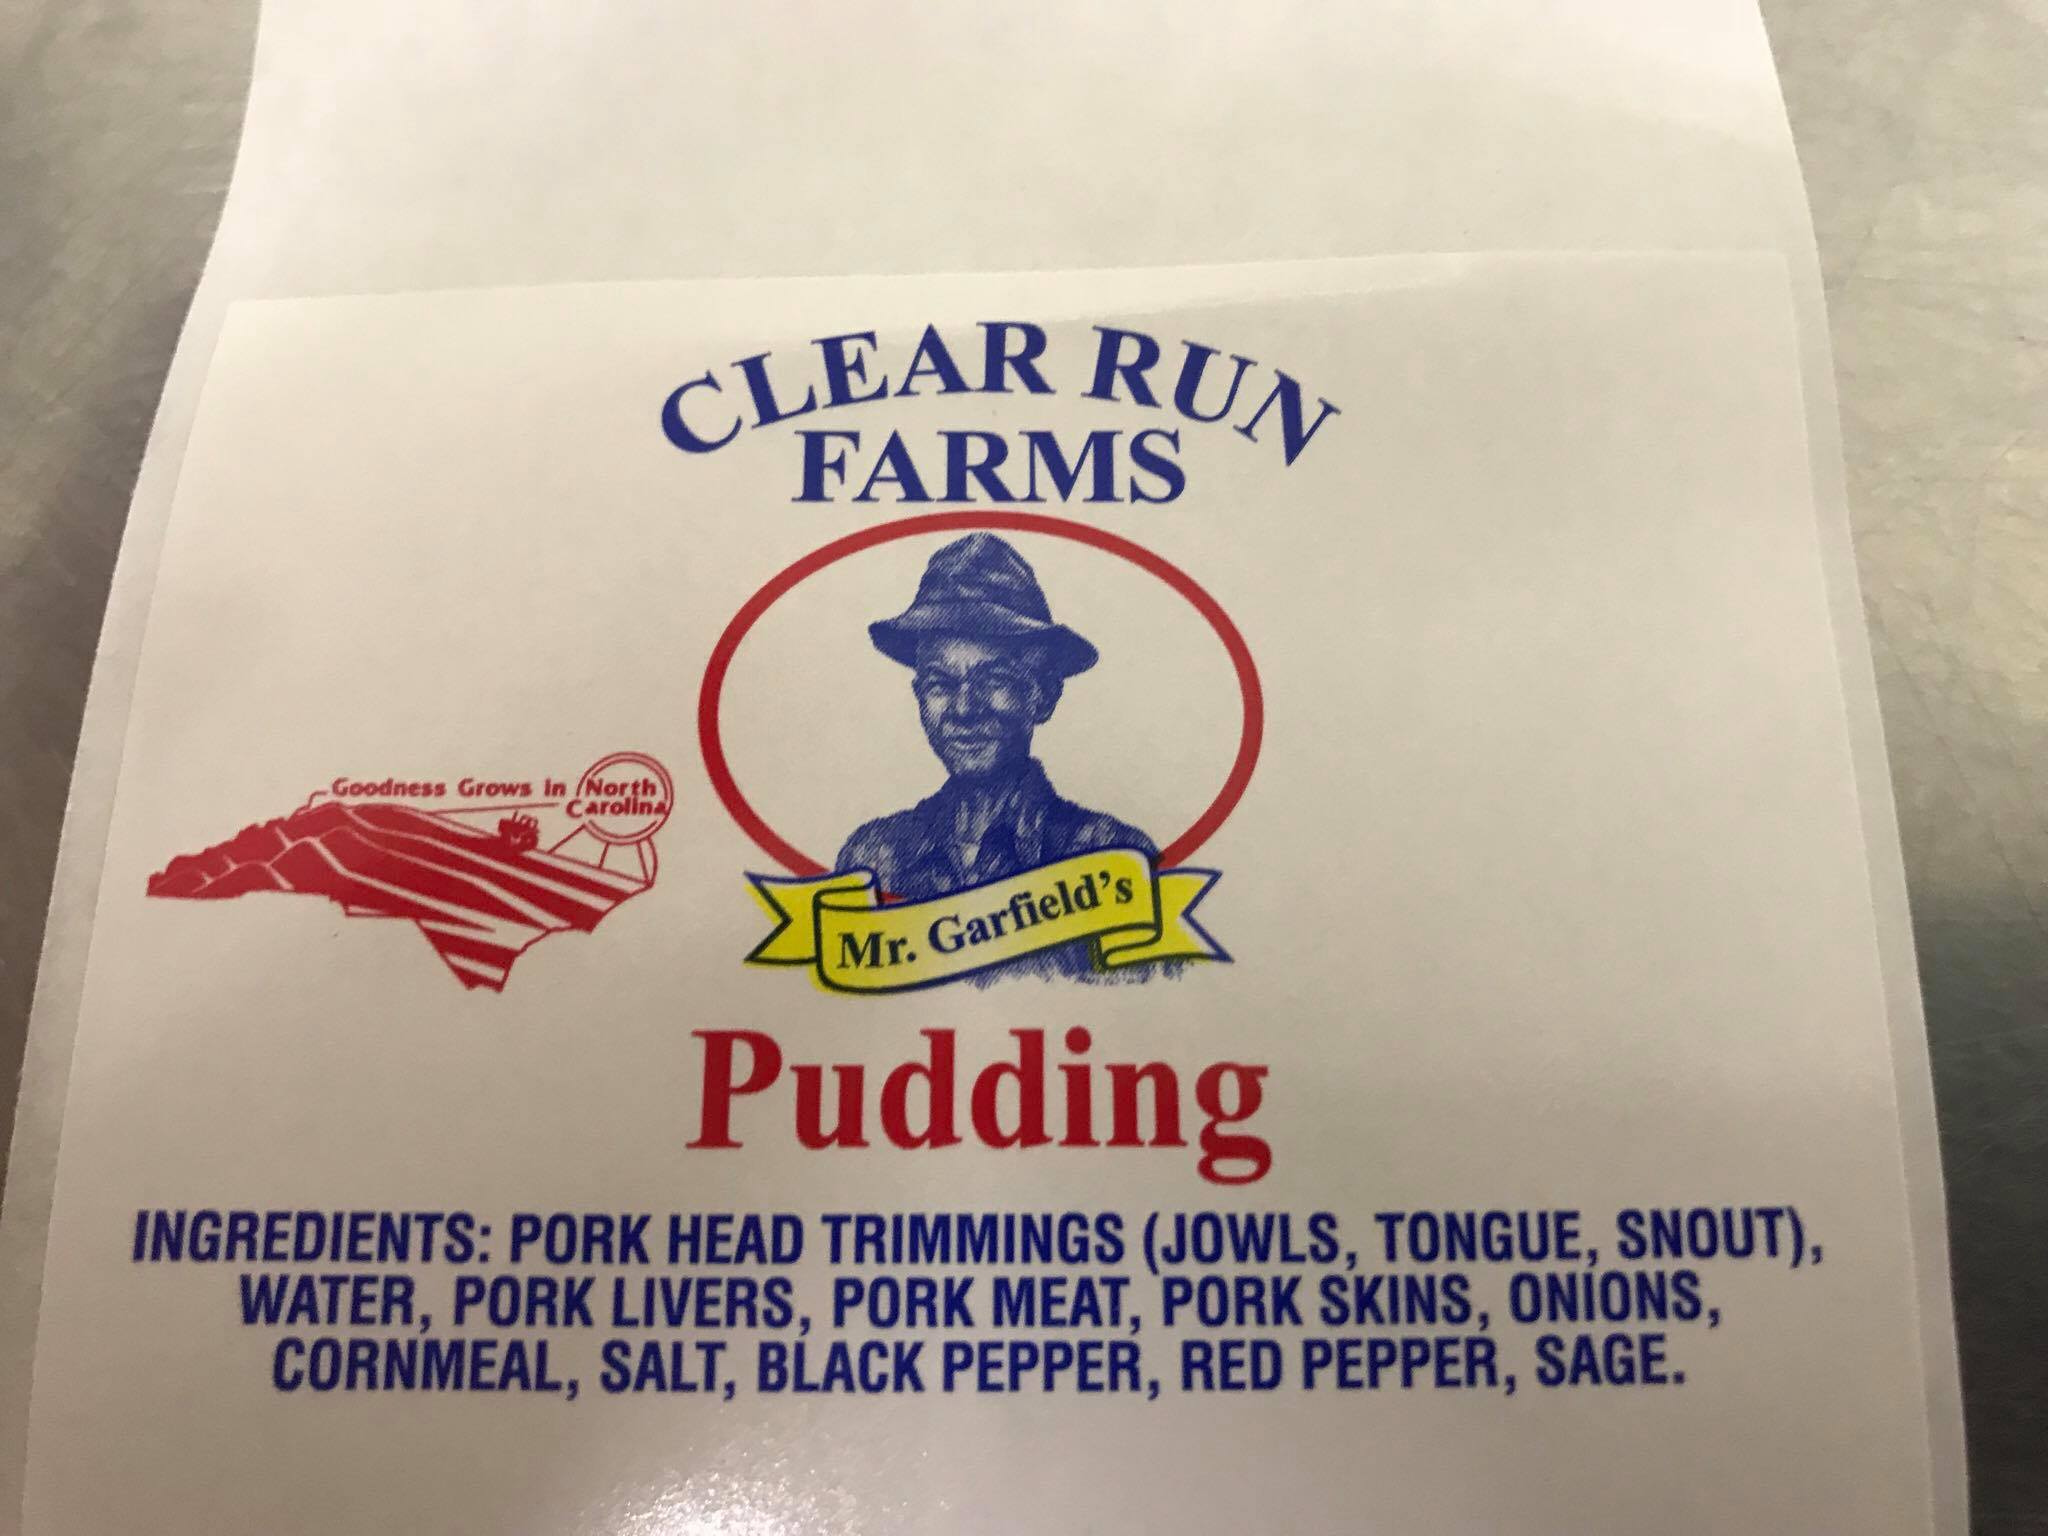 CLEAR RUN
FARMS
Goodness Grows in North
Carolina
Mr. Garfield's
Pudding
INGREDIENTS: PORK HEAD TRIMMINGS (JOWLS, TONGUE, SNOUT),
WATER, PORK LIVERS, PORK MEAT, PORK SKINS, ONIONS,
CORNMEAL, SALT, BLACK PEPPER, RED PEPPER, SAGE.